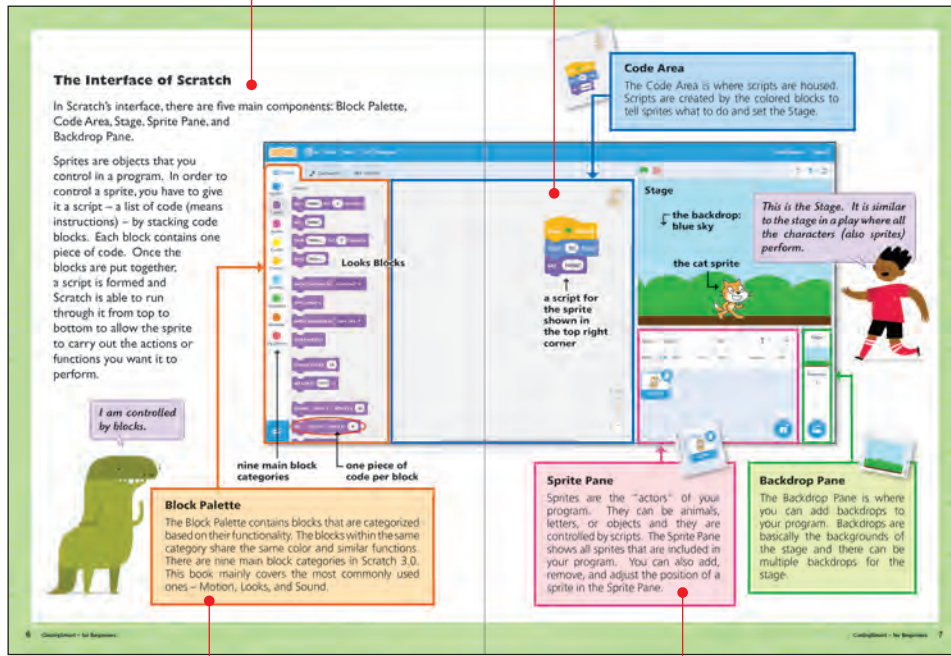 The Interface of Scratch
In Scratch's interface, there are five main components: Block Palette,
Code Area, Stage, Sprite Pane, and
Backdrop Pane.
Sprites are objects that you
control in a program. In order to
control a sprite, you have to give
it a script – a list of code (means
instructions) – by stacking code
blocks. Each block contains one
piece of code. Once the
blocks are put together,
a script is formed and
Scratch is able to run
through it from top to
bottom to allow the sprite
to carry out the actions or
functions you want it to
perform.
I am controlled
by blocks.
Looks Blocks
nine main block
categories
one piece of
code per block
Block Palette
The Block Palette contains blocks that are categorized
based on their functionality. The blocks within the same
category share the same color and similar functions.
There are nine main block categories in Scratch 3.0.
This book mainly covers the most commonly used
ones – Motion, Looks, and Sound.
6 CodingSmart • for Beginners
Code Area
The Code Area is where scripts are housed.
Scripts are created by the colored blocks to
tell sprites what to do and set the Stage.
a script for
the sprite
shown in
the top right
corner
Stage
the backdrop:
blue sky
the cat sprite
This is the Stage. It is similar
to the stage in a play where all
the characters (also sprites)
perform.
Sprite Pane
Sprites are the "actors" of your
program. They can be animals,
letters, or objects and they are
controlled by scripts. The Sprite Pane
shows all sprites that are included in
your program. You can also add,
remove, and adjust the position of a
sprite in the Sprite Pane.
Backdrop Pane
The Backdrop Pane is where
you can add backdrops to
your program. Backdrops are
basically the backgrounds of
the stage and there can be
multiple backdrops for the
stage.
CodingSmart • for Beginners 7